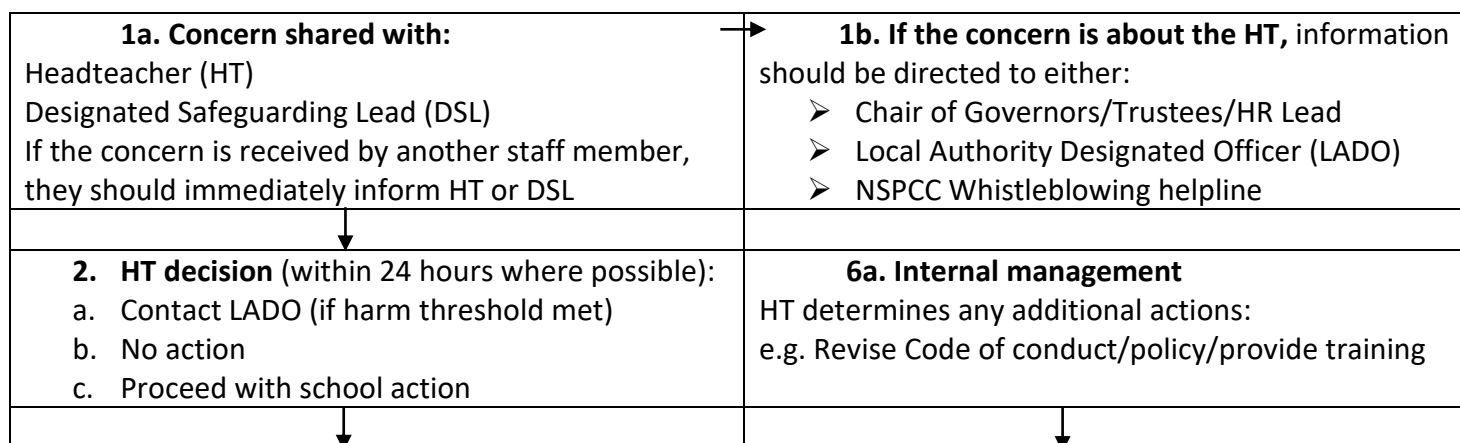 1a. Concern shared with:
Headteacher (HT)
Designated Safeguarding Lead (DSL)
If the concern is received by another staff member,
they should immediately inform HT or DSL
1b. If the concern is about the HT, information
should be directed to either:
➢ Chair of Governors/Trustees/HR Lead
➢ Local Authority Designated Officer (LADO)
➢ NSPCC Whistleblowing helpline
2. HT decision (within 24 hours where possible):
a. Contact LADO (if harm threshold met)
b. No action
c. Proceed with school action
6a. Internal management
HT determines any additional actions:
e.g. Revise Code of conduct/policy/provide training